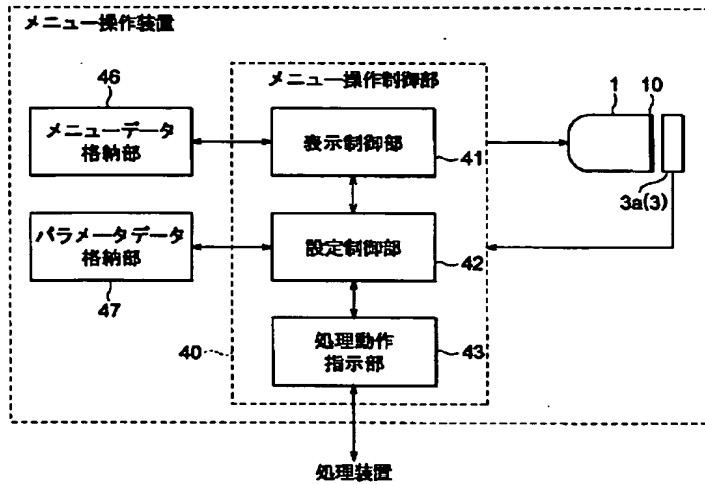 メニュー操作装置
46
メニューデータ
格納部
メニュー操作制御部
表示制御部
41
1
10
3a(3)
パラメータデータ
格納部
47
設定制御部
42
40
処理動作
指示部
43
処理装置